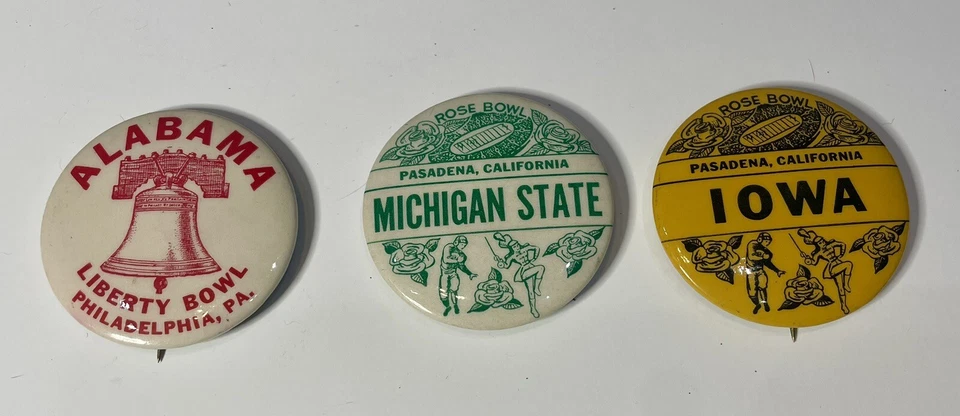 ALABAMA
LIBERTY BOWL
PHILADELPHIA, PA.
ROSE BOWL
PASADENA, CALIFORNIA
MICHIGAN STATE
ROSE BOWL
PASADENA, CALIFORNIA
IOWA